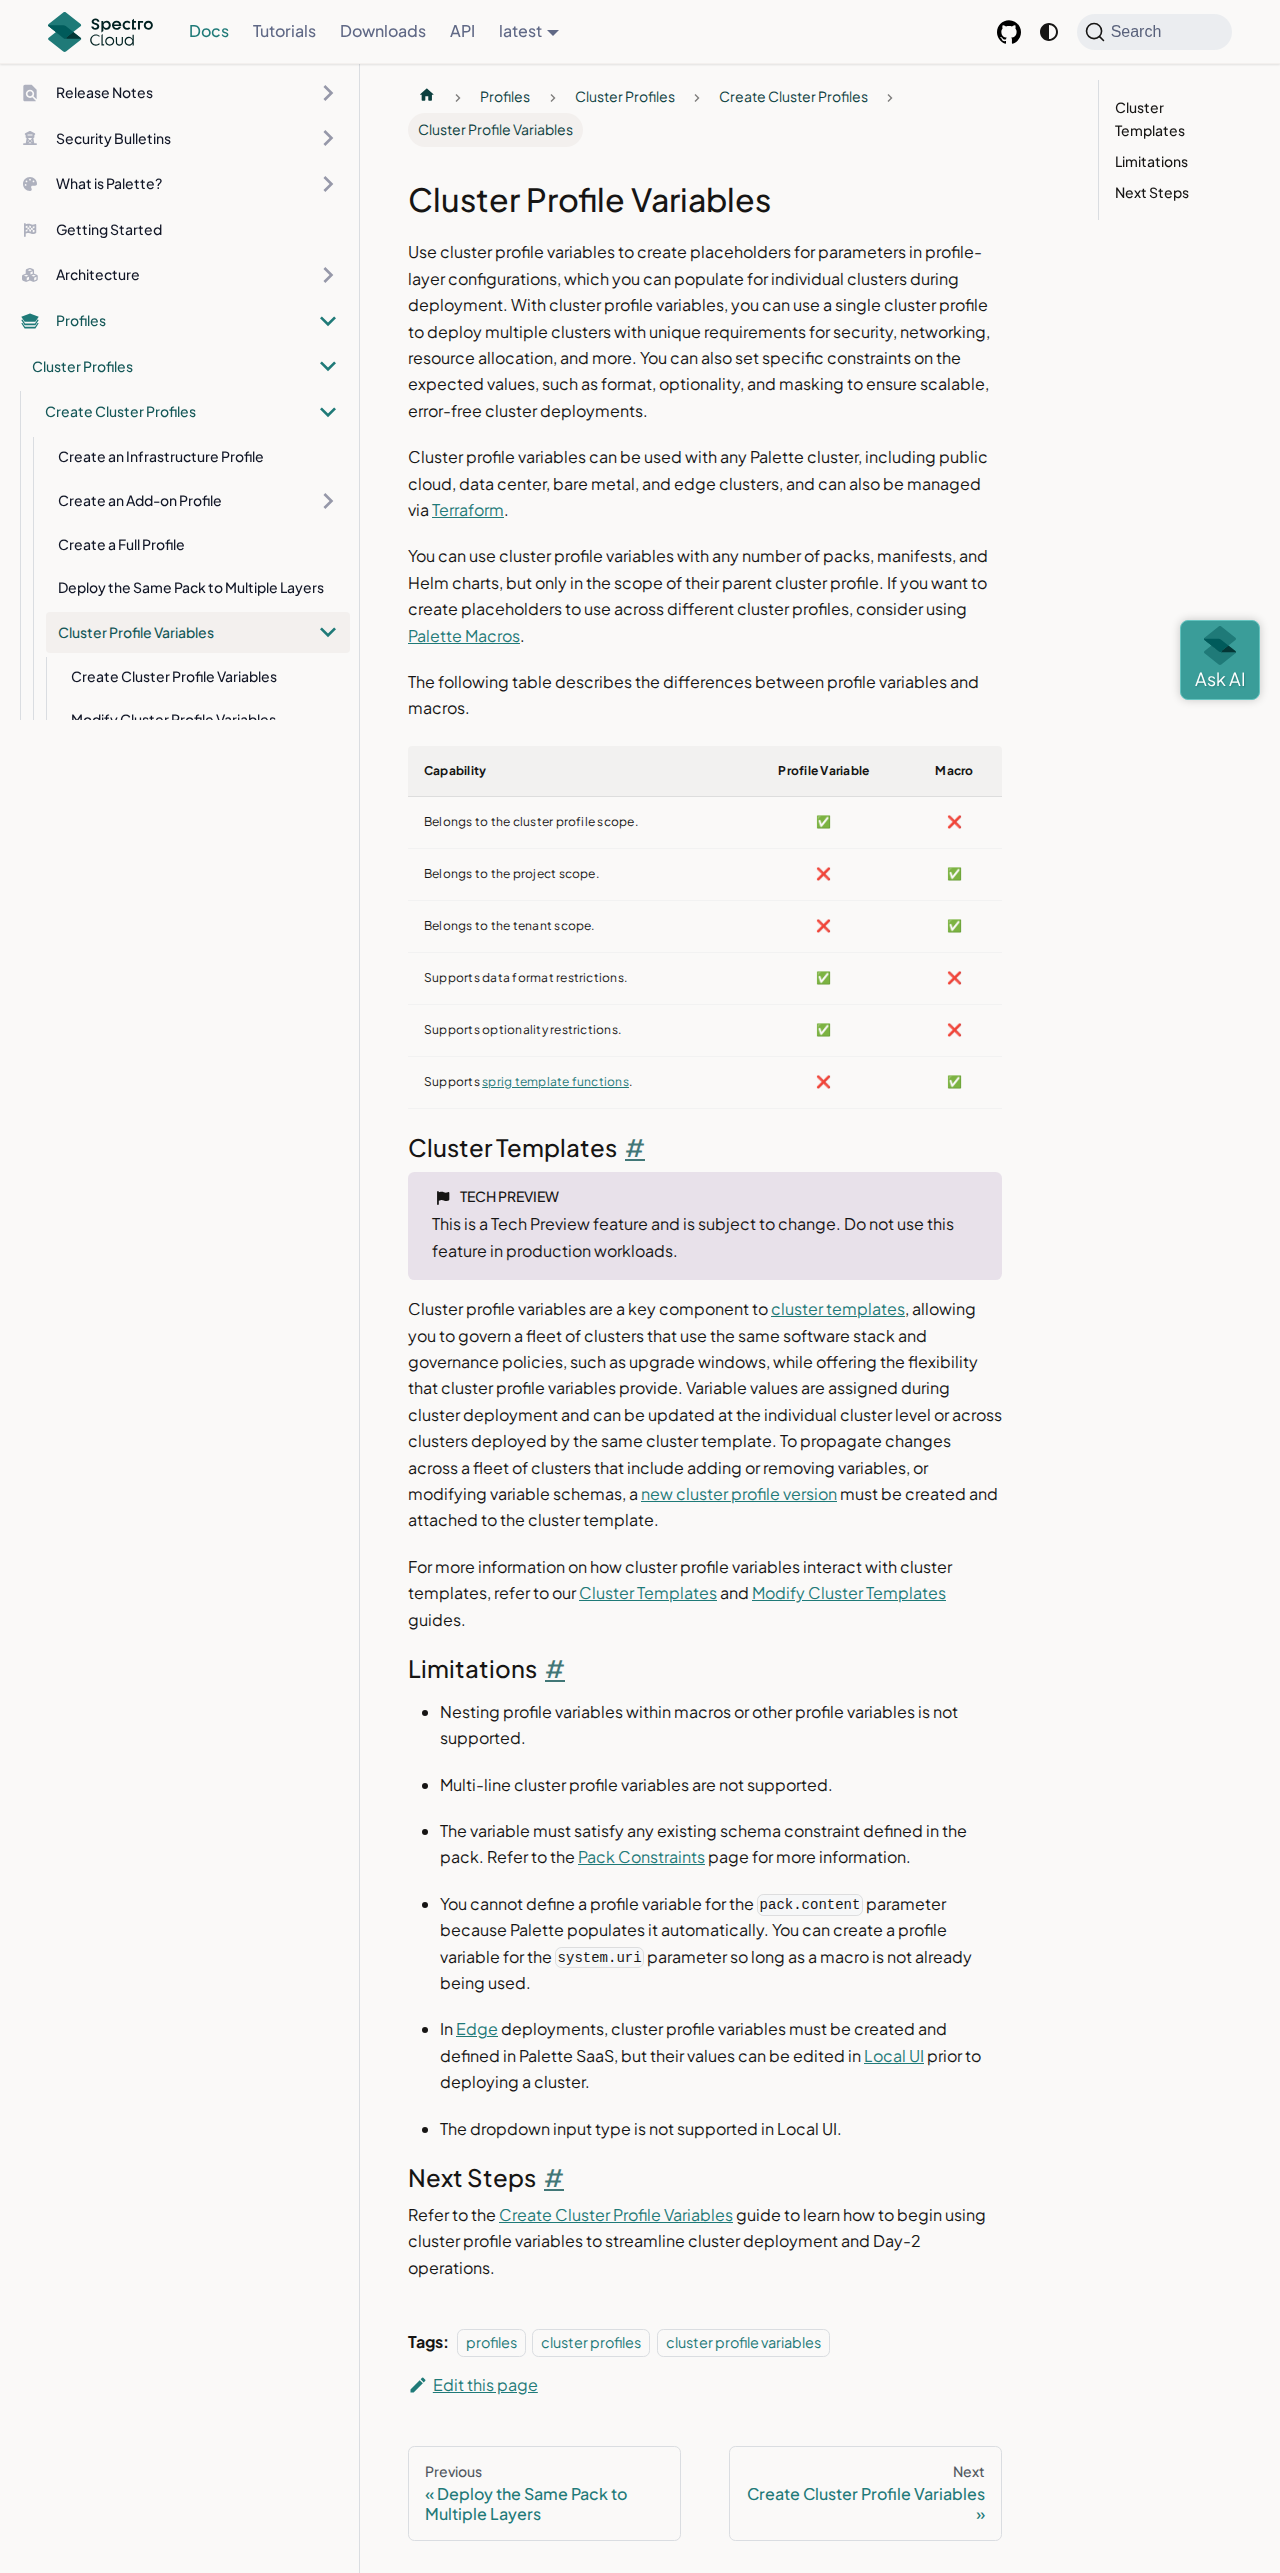 Spectro Cloud
Docs
Tutorials
Downloads
API
latest
Search
Release Notes
Security Bulletins
What is Palette?
Getting Started
Architecture
Profiles
Cluster Profiles
Create Cluster Profiles
Create an Infrastructure Profile
Create an Add-on Profile
Create a Full Profile
Deploy the Same Pack to Multiple Layers
Cluster Profile Variables
Create Cluster Profile Variables
Modify Cluster Profile Variables
Profiles
Cluster Profiles
Create Cluster Profiles
Cluster Profile Variables
Cluster Profile Variables
Use cluster profile variables to create placeholders for parameters in profile-
layer configurations, which you can populate for individual clusters during
deployment. With cluster profile variables, you can use a single cluster profile
to deploy multiple clusters with unique requirements for security, networking,
resource allocation, and more. You can also set specific constraints on the
expected values, such as format, optionality, and masking to ensure scalable,
error-free cluster deployments.
Cluster profile variables can be used with any Palette cluster, including public
cloud, data center, bare metal, and edge clusters, and can also be managed
via Terraform.
You can use cluster profile variables with any number of packs, manifests, and
Helm charts, but only in the scope of their parent cluster profile. If you want to
create placeholders to use across different cluster profiles, consider using
Palette Macros.
The following table describes the differences between profile variables and
macros.
Capability Profile Variable Macro
Belongs to the cluster profile scope. ✅ ❌
Belongs to the project scope. ❌ ✅
Belongs to the tenant scope. ❌ ✅
Supports data format restrictions. ✅ ❌
Supports optionality restrictions. ✅ ❌
Supports sprig template functions. ❌ ✅
Cluster Templates #
TECH PREVIEW
This is a Tech Preview feature and is subject to change. Do not use this
feature in production workloads.
Cluster profile variables are a key component to cluster templates, allowing
you to govern a fleet of clusters that use the same software stack and
governance policies, such as upgrade windows, while offering the flexibility
that cluster profile variables provide. Variable values are assigned during
cluster deployment and can be updated at the individual cluster level or across
clusters deployed by the same cluster template. To propagate changes
across a fleet of clusters that include adding or removing variables, or
modifying variable schemas, a new cluster profile version must be created and
attached to the cluster template.
For more information on how cluster profile variables interact with cluster
templates, refer to our Cluster Templates and Modify Cluster Templates
guides.
Limitations #
• Nesting profile variables within macros or other profile variables is not
supported.
• Multi-line cluster profile variables are not supported.
• The variable must satisfy any existing schema constraint defined in the
pack. Refer to the Pack Constraints page for more information.
• You cannot define a profile variable for the pack.content parameter
because Palette populates it automatically. You can create a profile
variable for the system.uri parameter so long as a macro is not already
being used.
• In Edge deployments, cluster profile variables must be created and
defined in Palette SaaS, but their values can be edited in Local UI prior to
deploying a cluster.
• The dropdown input type is not supported in Local UI.
Next Steps #
Refer to the Create Cluster Profile Variables guide to learn how to begin using
cluster profile variables to streamline cluster deployment and Day-2
operations.
Tags: profiles cluster profiles cluster profile variables
Edit this page
Previous
« Deploy the Same Pack to
Multiple Layers
Next
Create Cluster Profile Variables
»
Cluster
Templates
Limitations
Next Steps
Ask AI